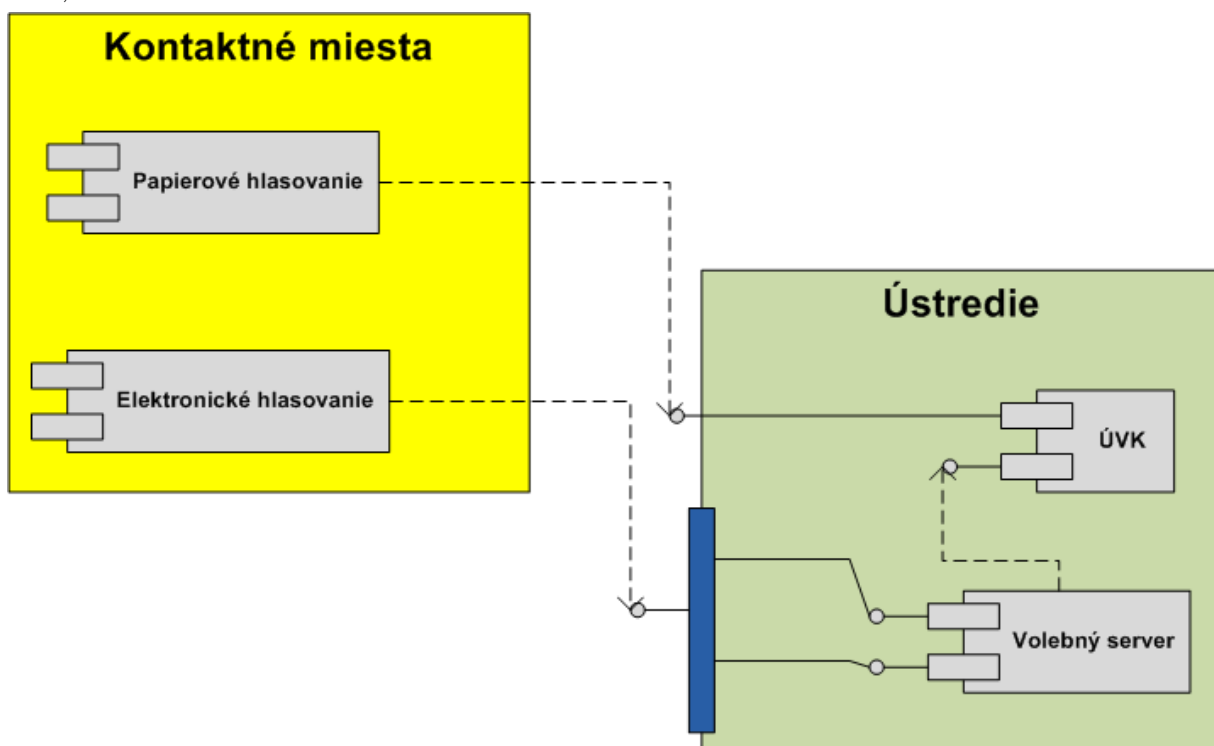 Kontaktné miesta
Papierové hlasovanie
Elektronické hlasovanie
Ústredie
ÚVK
Volebný server